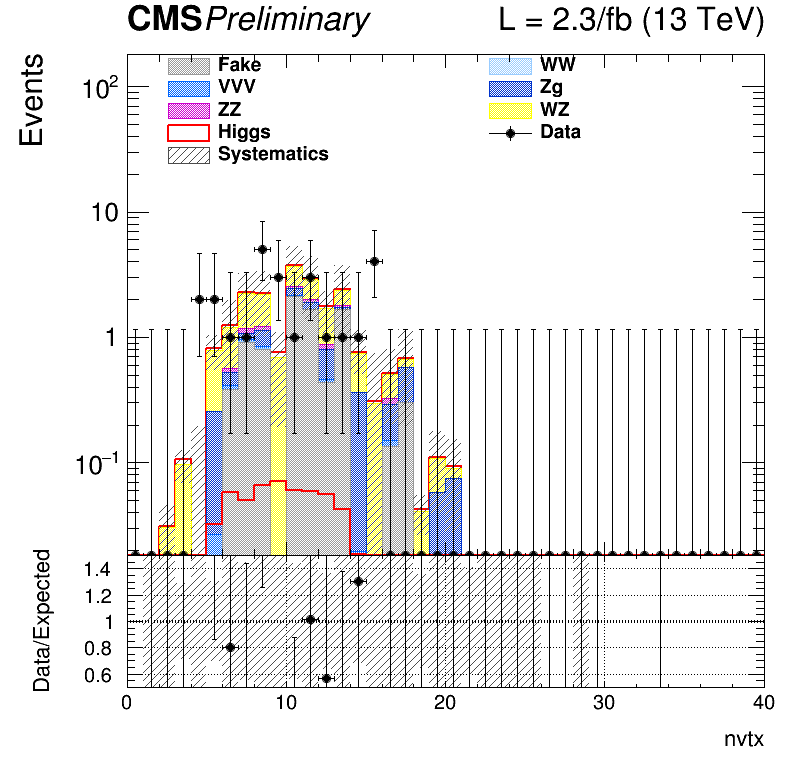 CMS Preliminary L = 2.3/fb (13 TeV)
Events
10²
10
1
10⁻¹
Fake WW
VVV Zg
ZZ WZ
Higgs Data
Systematics
Data/Expected
1.4
1.2
1
0.8
0.6
0 10 20 30 40
nvtx